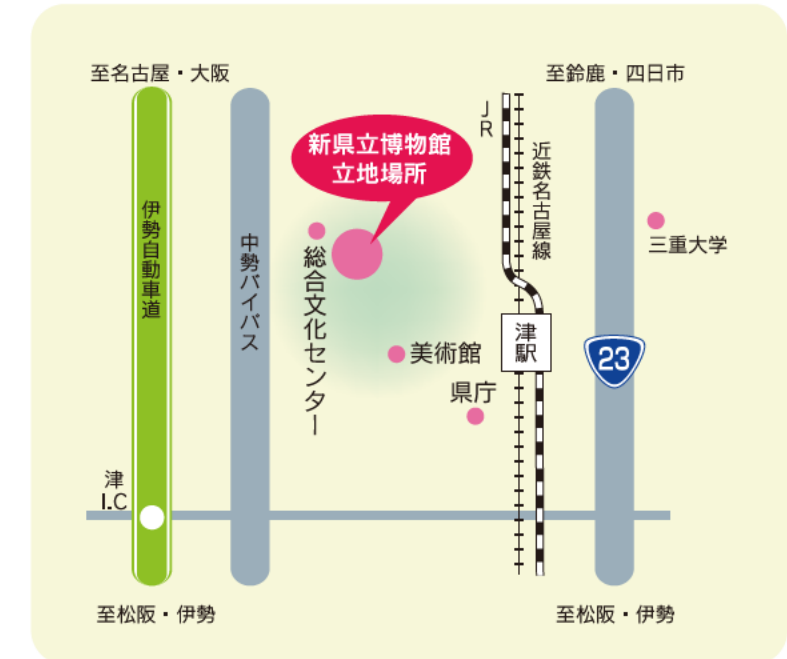 至名古屋・大阪
至鈴鹿・四日市
JR
新県立博物館
立地場所
近鉄名古屋線
伊勢自動車道
中勢バイパス
総合文化センター
三重大学
津駅
23
美術館
県庁
津
I.C
至松阪・伊勢
至松阪・伊勢